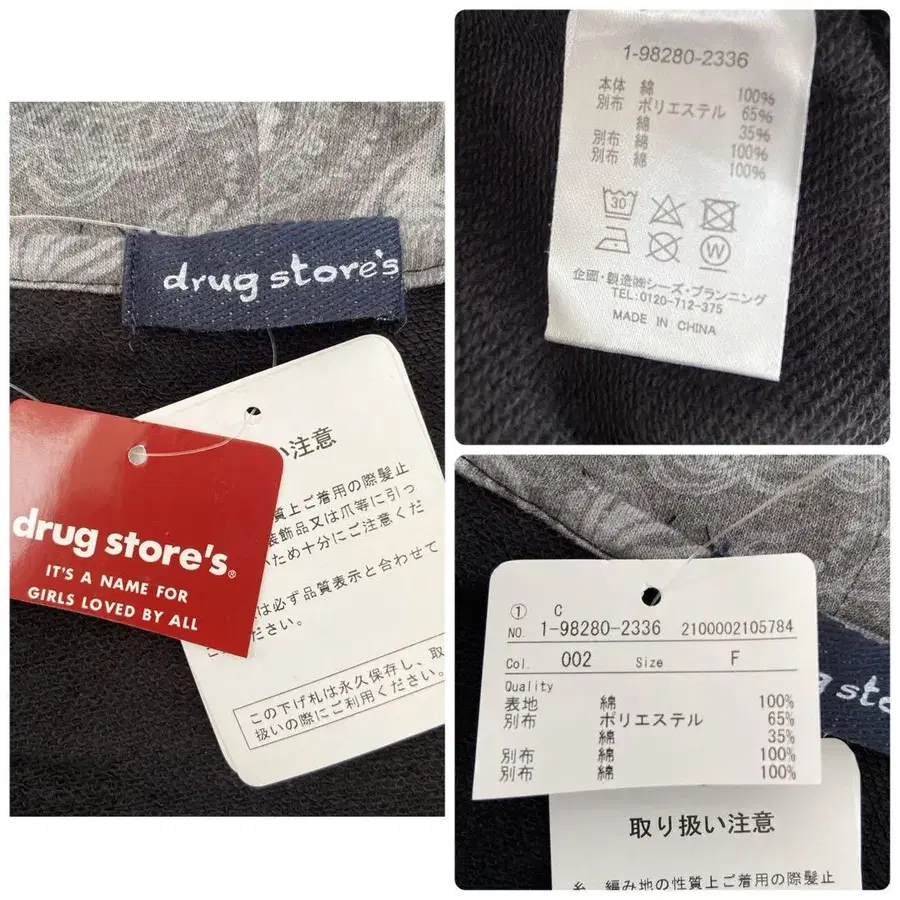 drug store's
drug store's®
IT'S A NAME FOR
GIRLS LOVED BY ALL
い注意
質上ご着用の際髪止
装飾品又は爪等に引っ
いため十分にご注意くだ
は必ず品質表示と合わせて
ださい。
この下げ札は永久保存し、取
扱いの際にご利用ください。
1-98280-2336
本体 綿 100%
別布 ポリエステル 65%
綿 35%
別布 綿 100%
別布 綿 100%
30
W
企画・製造㈱シーズ・プランニング
TEL:0120-712-375
MADE IN CHINA
① C
NO. 1-98280-2336 2100002105784
Col. 002 Size F
Quality
表地 綿 100%
別布 ポリエステル 65%
綿 35%
別布 綿 100%
別布 綿 100%
g sto
取り扱い注意
糸、編み地の性質上ご着用の際髪止